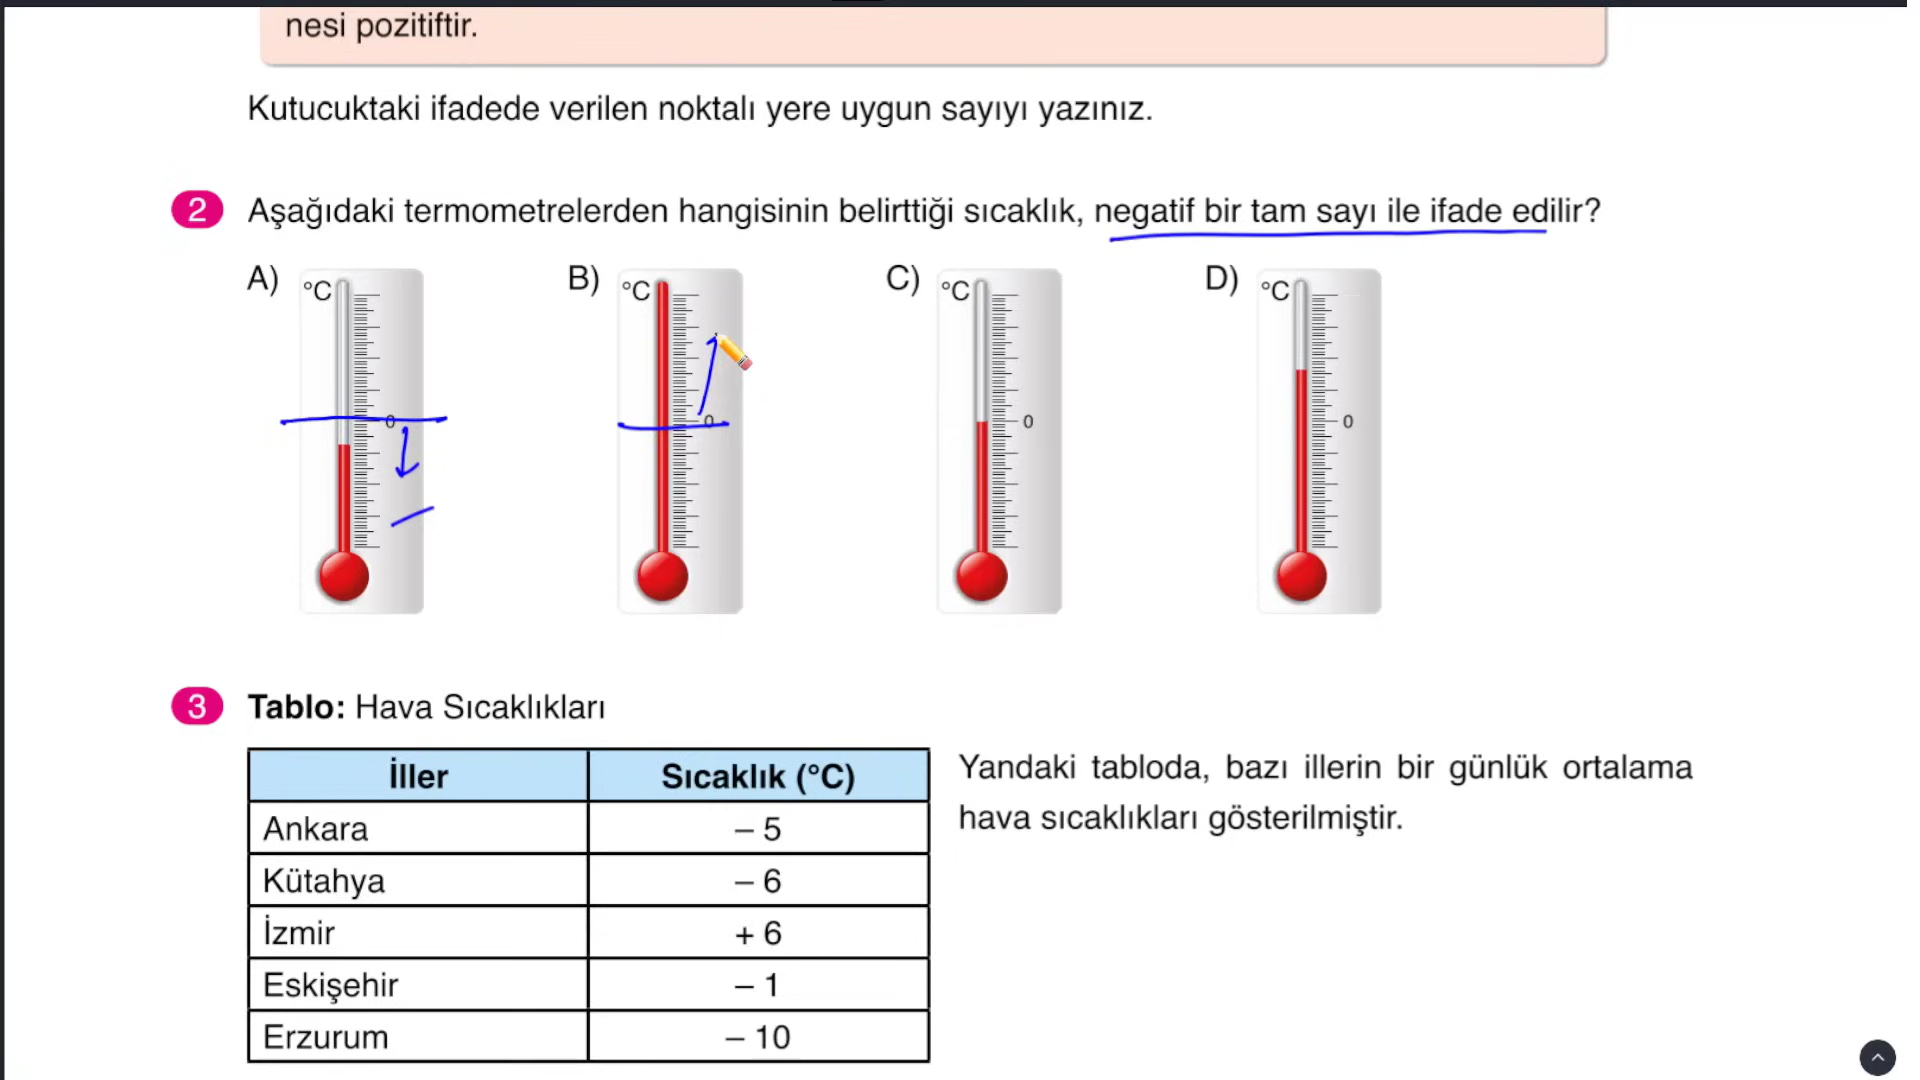 nesi pozitiftir.
Kutucuktaki ifadede verilen noktalı yere uygun sayıyı yazınız.
2 Aşağıdaki termometrelerden hangisinin belirttiği sıcaklık, negatif bir tam sayı ile ifade edilir?
A) °C 0
B) °C 0
C) °C 0
D) °C 0
3 Tablo: Hava Sıcaklıkları
İller Sıcaklık (°C)
Ankara – 5
Kütahya – 6
İzmir + 6
Eskişehir – 1
Erzurum – 10
Yandaki tabloda, bazı illerin bir günlük ortalama
hava sıcaklıkları gösterilmiştir.